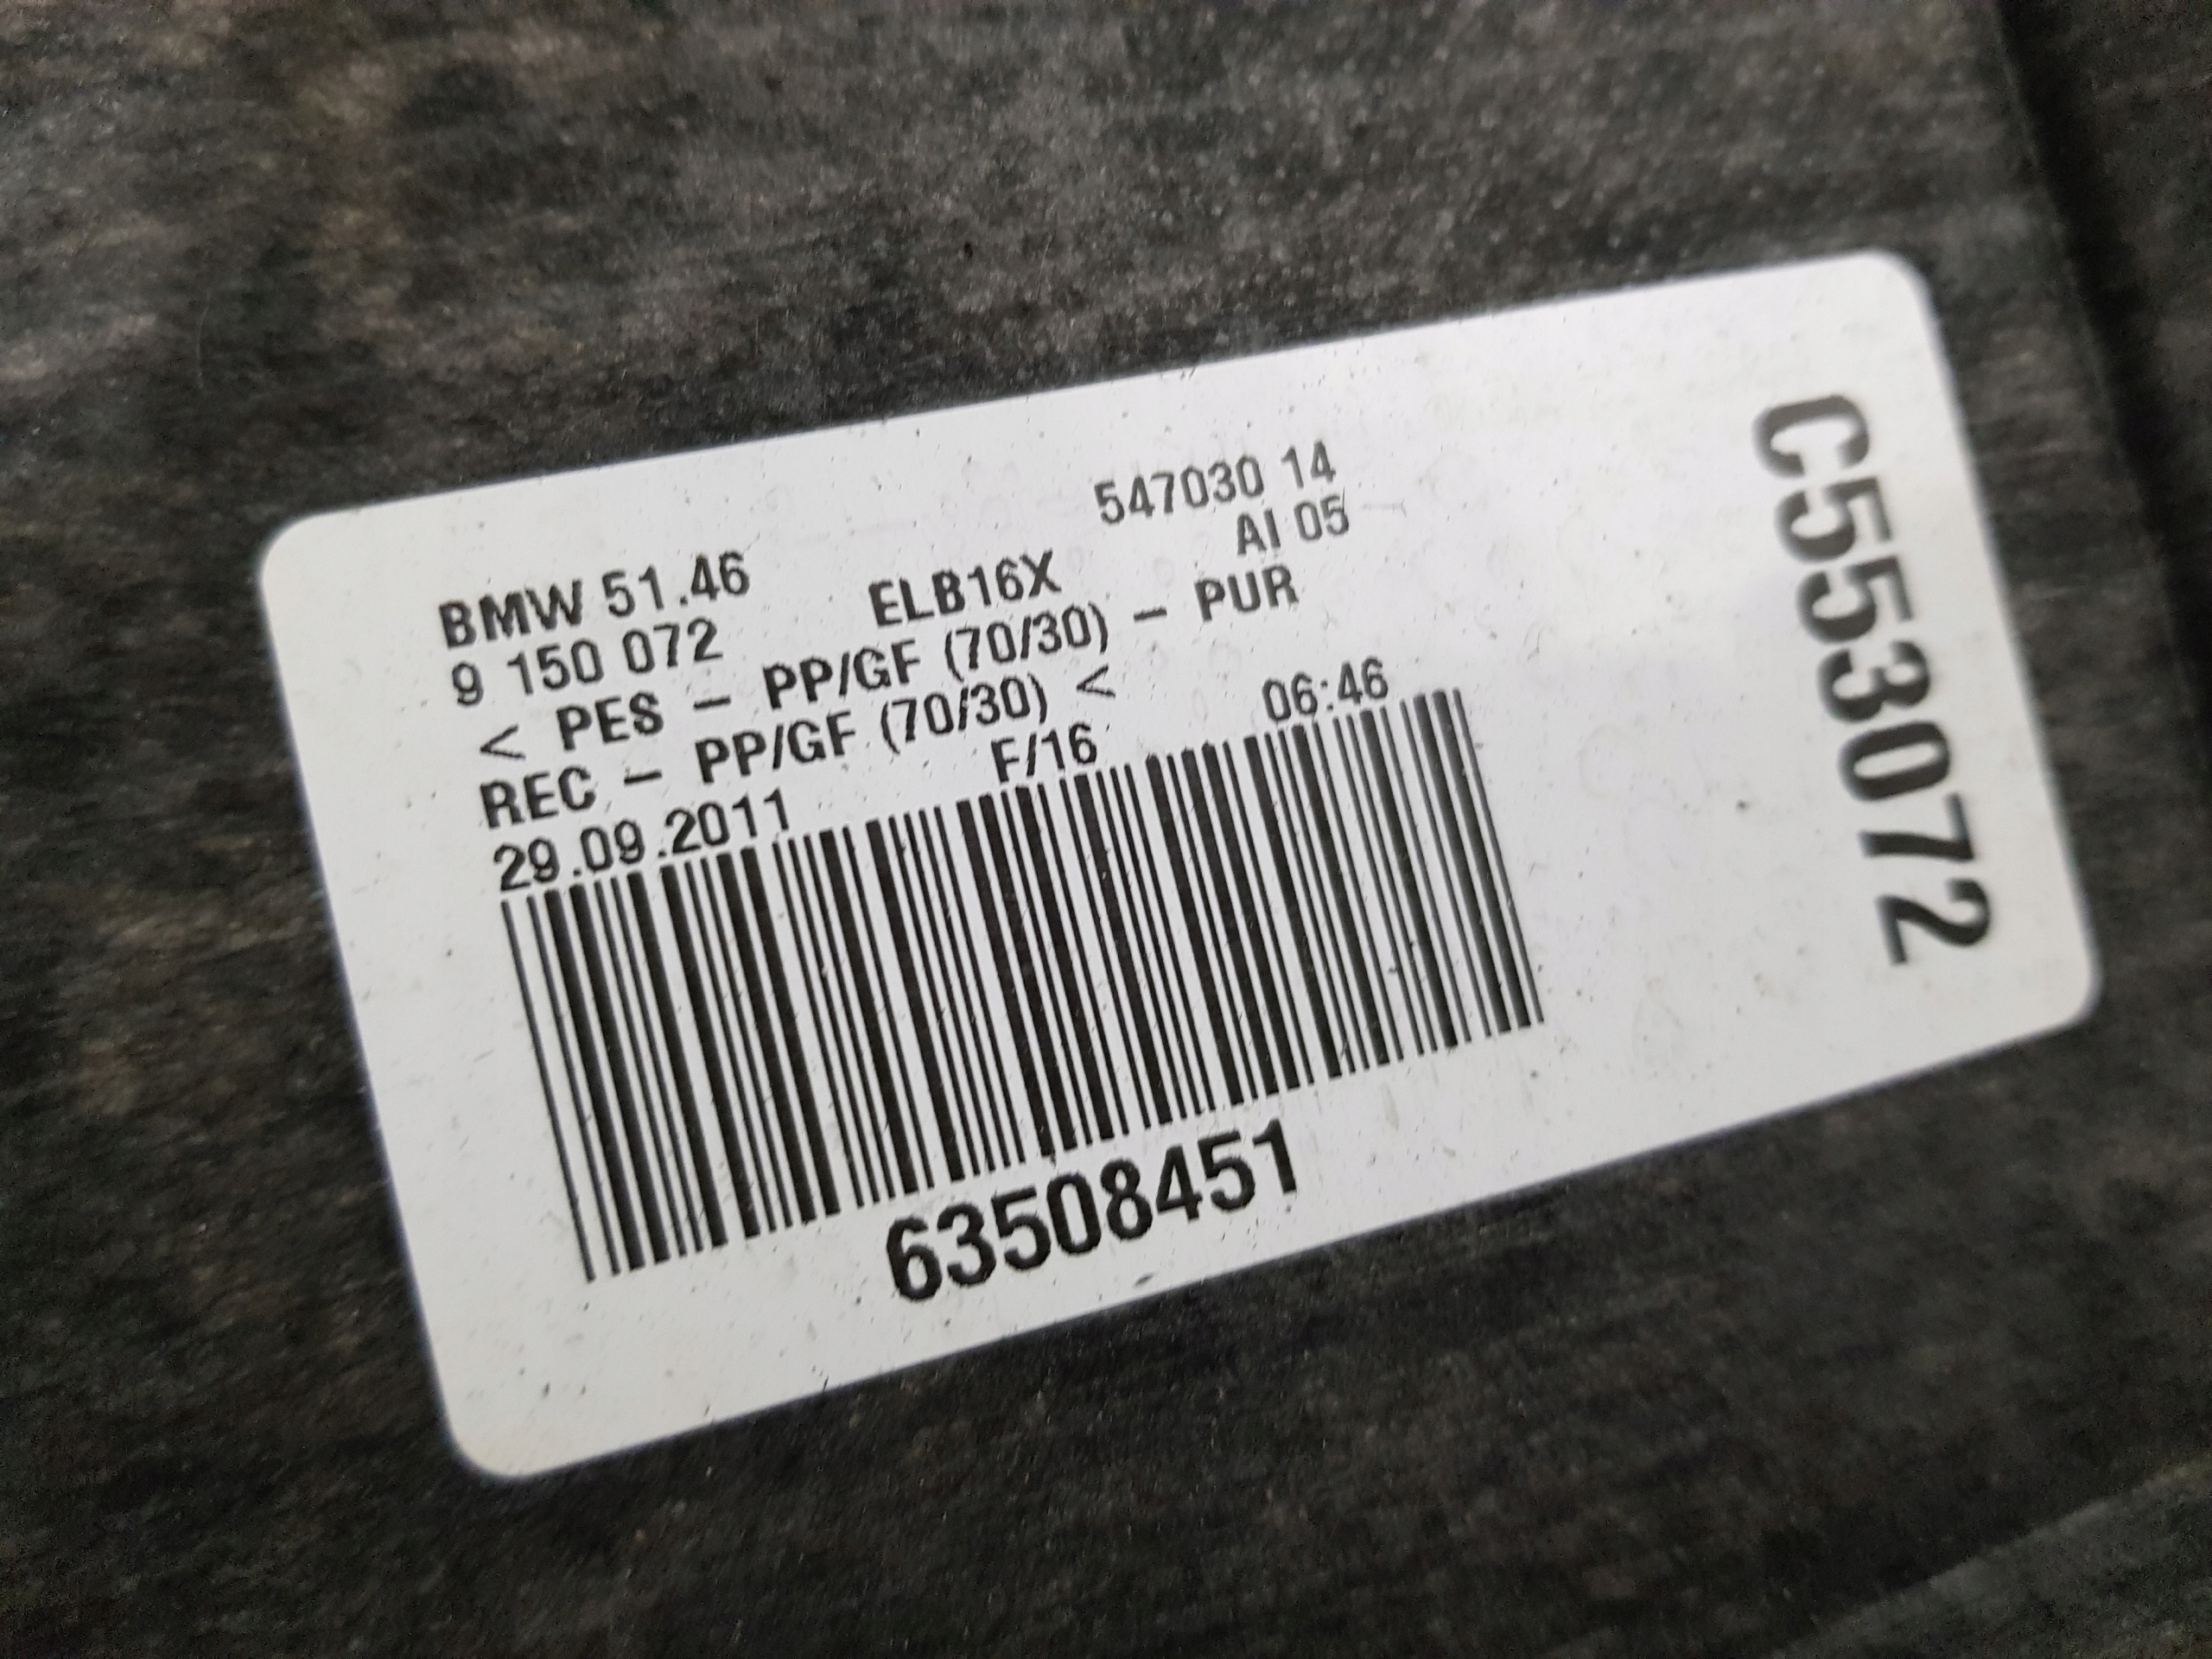 547030 14
BMW 51.46 ELB16X AI 05
9 150 072
< PES – PP/GF (70/30) – PUR
REC – PP/GF (70/30) <
29.09.2011 F/16 06:46
63508451
C553072